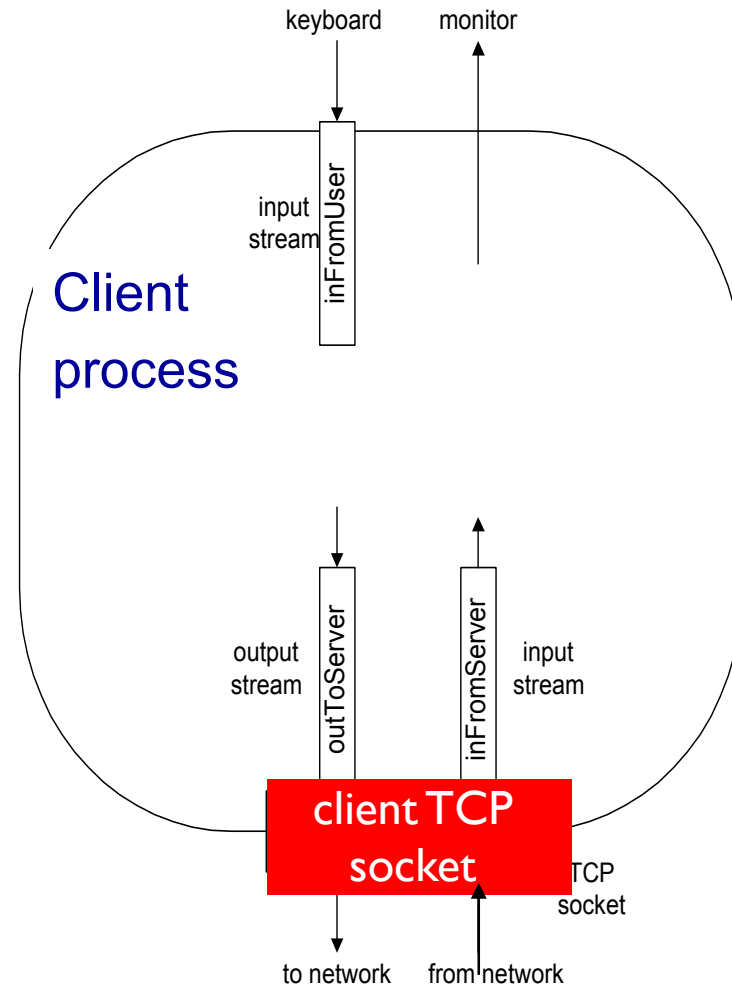 keyboard
monitor
input
stream
inFromUser
Client
process
output
stream
outToServer
inFromServer
input
stream
client TCP
socket
TCP
socket
to network
from network